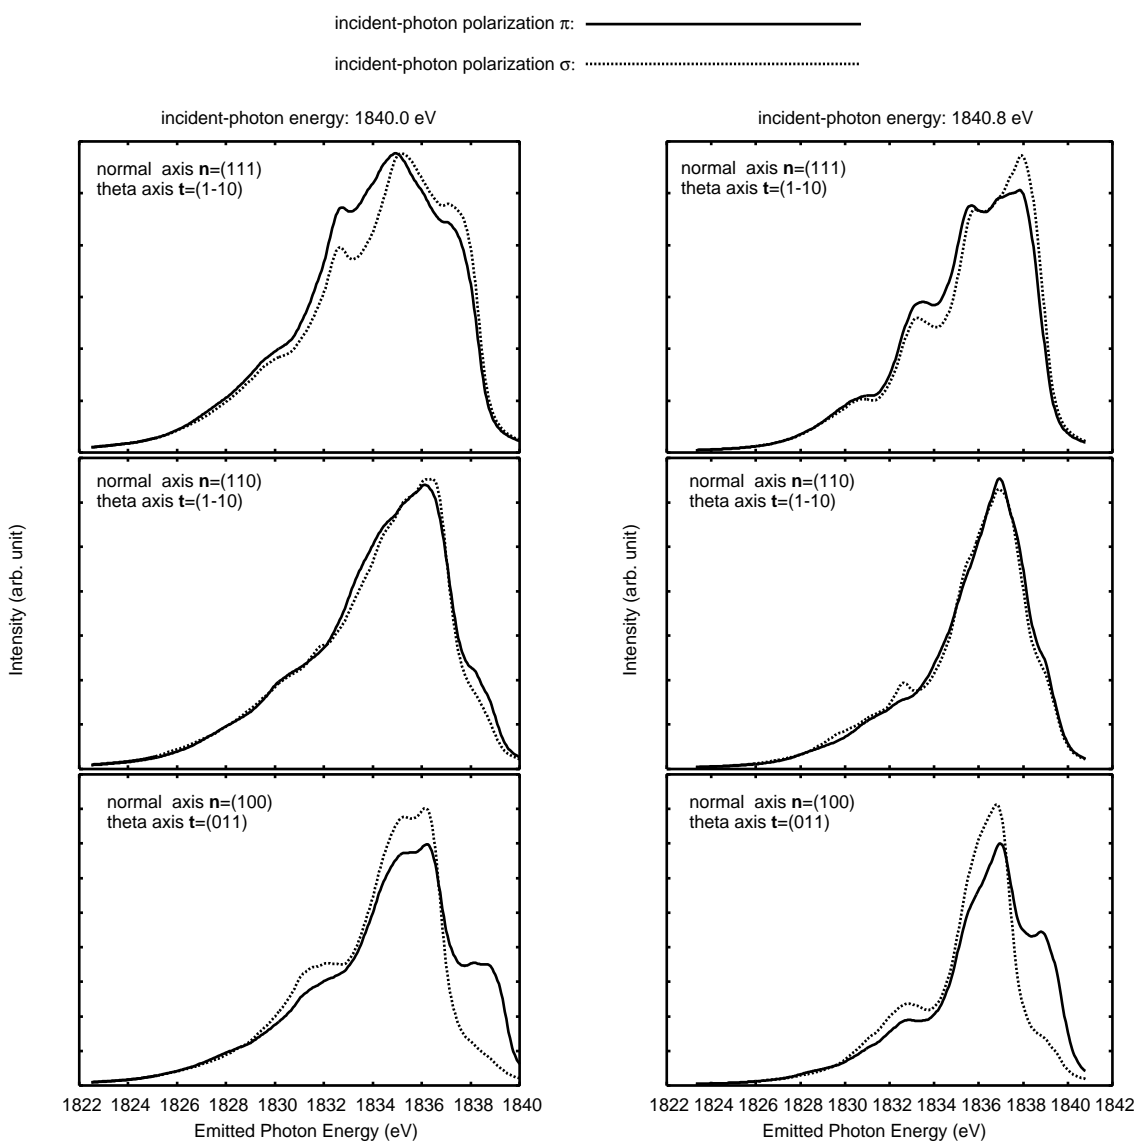 incident-photon polarization π:
incident-photon polarization σ:
incident-photon energy: 1840.0 eV
normal axis n=(111)
theta axis t=(1-10)
normal axis n=(110)
theta axis t=(1-10)
normal axis n=(100)
theta axis t=(011)
Intensity (arb. unit)
1822 1824 1826 1828 1830 1832 1834 1836 1838 1840
Emitted Photon Energy (eV)
incident-photon energy: 1840.8 eV
normal axis n=(111)
theta axis t=(1-10)
normal axis n=(110)
theta axis t=(1-10)
normal axis n=(100)
theta axis t=(011)
Intensity (arb. unit)
1822 1824 1826 1828 1830 1832 1834 1836 1838 1840 1842
Emitted Photon Energy (eV)